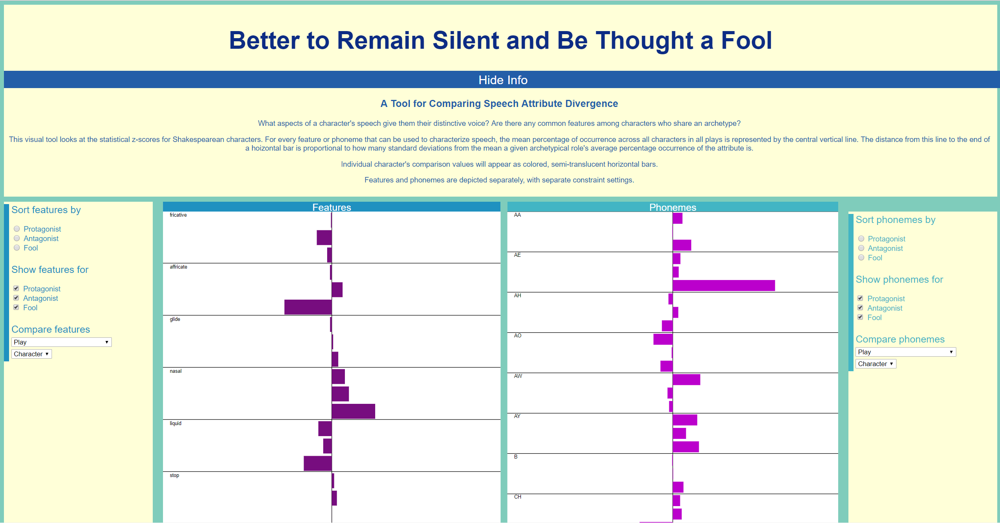 Better to Remain Silent and Be Thought a Fool
Hide Info
A Tool for Comparing Speech Attribute Divergence
What aspects of a character's speech give them their distinctive voice? Are there any common features among characters who share an archetype?
This visual tool looks at the statistical z-scores for Shakespearean characters. For every feature or phoneme that can be used to characterize speech, the mean percentage of occurrence across all characters in all plays is represented by the central vertical line. The distance from this line to the end of
a hoizontal bar is proportional to how many standard deviations from the mean a given archetypical role's average percentage occurrence of the attribute is.
Individual character's comparison values will appear as colored, semi-translucent horizontal bars.
Features and phonemes are depicted separately, with separate constraint settings.
Sort features by
Protagonist
Antagonist
Fool
Show features for
Protagonist
Antagonist
Fool
Compare features
Play
Character
Features
fricative
affricate
glide
nasal
liquid
stop
Phonemes
AA
AE
AH
AO
AW
AY
B
CH
Sort phonemes by
Protagonist
Antagonist
Fool
Show phonemes for
Protagonist
Antagonist
Fool
Compare phonemes
Play
Character